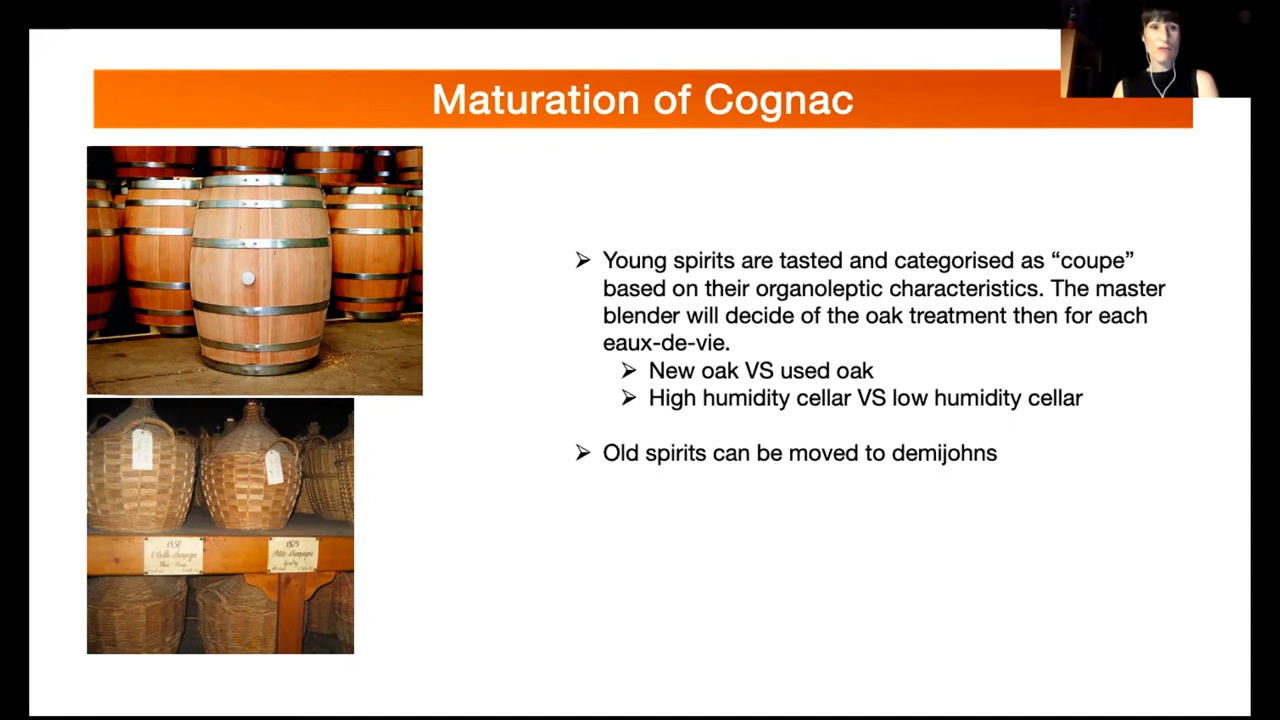 Maturation of Cognac
➢ Young spirits are tasted and categorised as “coupe”
based on their organoleptic characteristics. The master
blender will decide of the oak treatment then for each
eaux-de-vie.
➢ New oak VS used oak
➢ High humidity cellar VS low humidity cellar
➢ Old spirits can be moved to demijohns